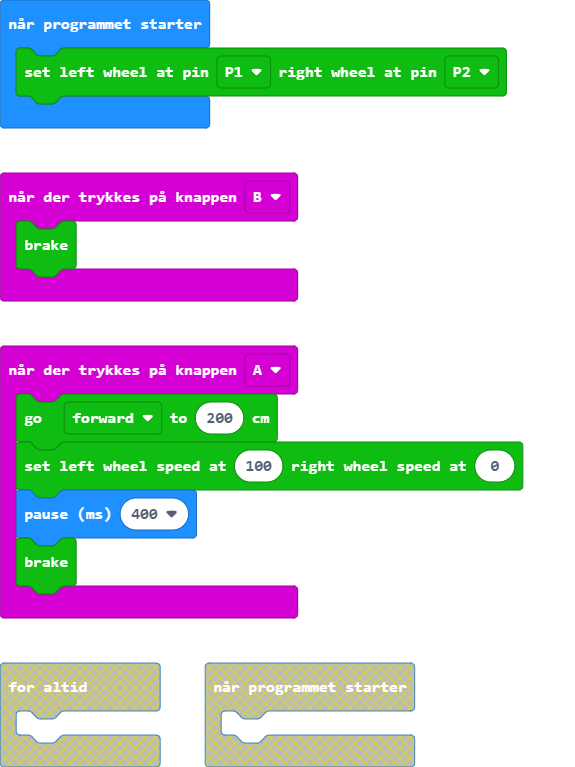 når programmet starter
set left wheel at pin P1 right wheel at pin P2
når der trykkes på knappen B
brake
når der trykkes på knappen A
go forward to 200 cm
set left wheel speed at 100 right wheel speed at 0
pause (ms) 400
brake
for altid
når programmet starter